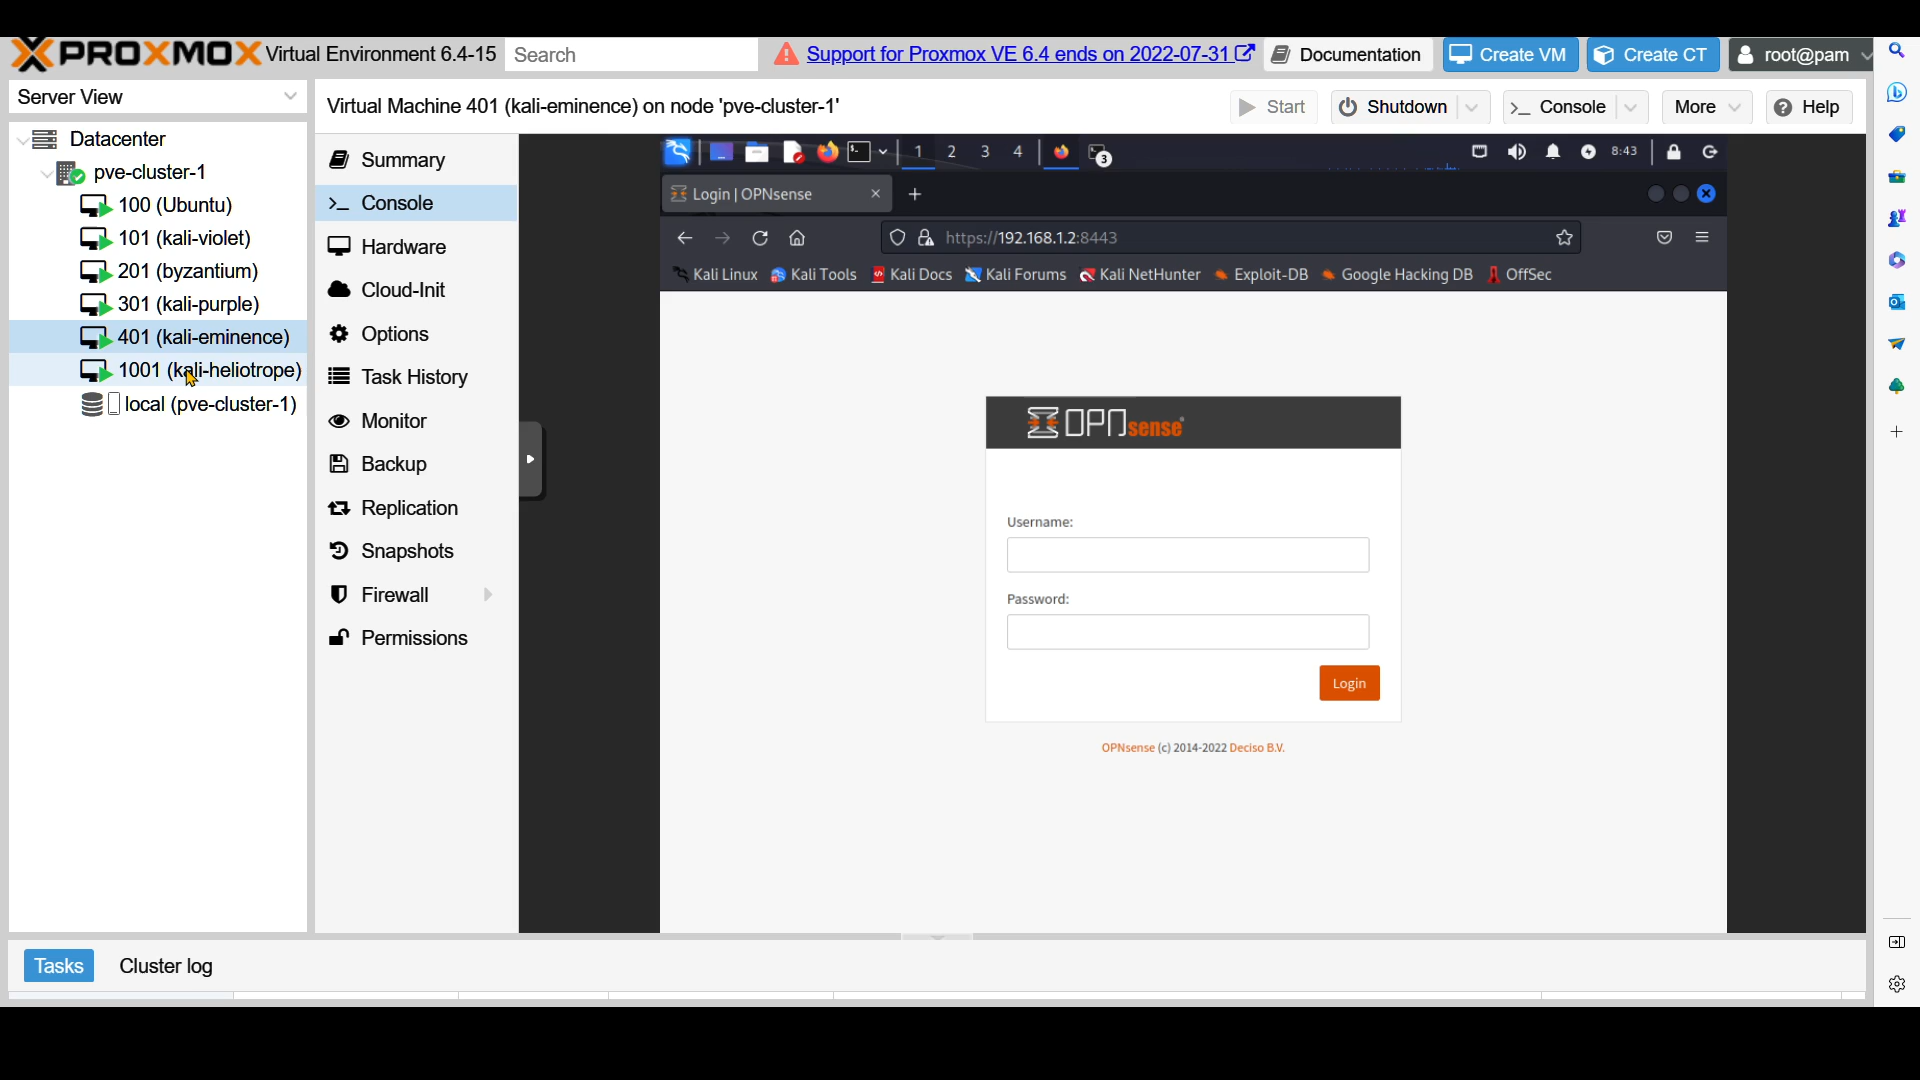 PROXMOX Virtual Environment 6.4-15 Search Support for Proxmox VE 6.4 ends on 2022-07-31 Documentation Create VM Create CT root@pam
Server View
Virtual Machine 401 (kali-eminence) on node 'pve-cluster-1' Start Shutdown Console More Help
Datacenter
pve-cluster-1
100 (Ubuntu)
101 (kali-violet)
201 (byzantium)
301 (kali-purple)
401 (kali-eminence)
1001 (kali-heliotrope)
local (pve-cluster-1)
Summary
Console
Hardware
Cloud-Init
Options
Task History
Monitor
Backup
Replication
Snapshots
Firewall
Permissions
1 2 3 4 3 8:43
Login | OPNsense
https://192.168.1.2:8443
Kali Linux Kali Tools Kali Docs Kali Forums Kali NetHunter Exploit-DB Google Hacking DB OffSec
OPNsense
Username:
Password:
Login
OPNsense (c) 2014-2022 Deciso B.V.
Tasks Cluster log